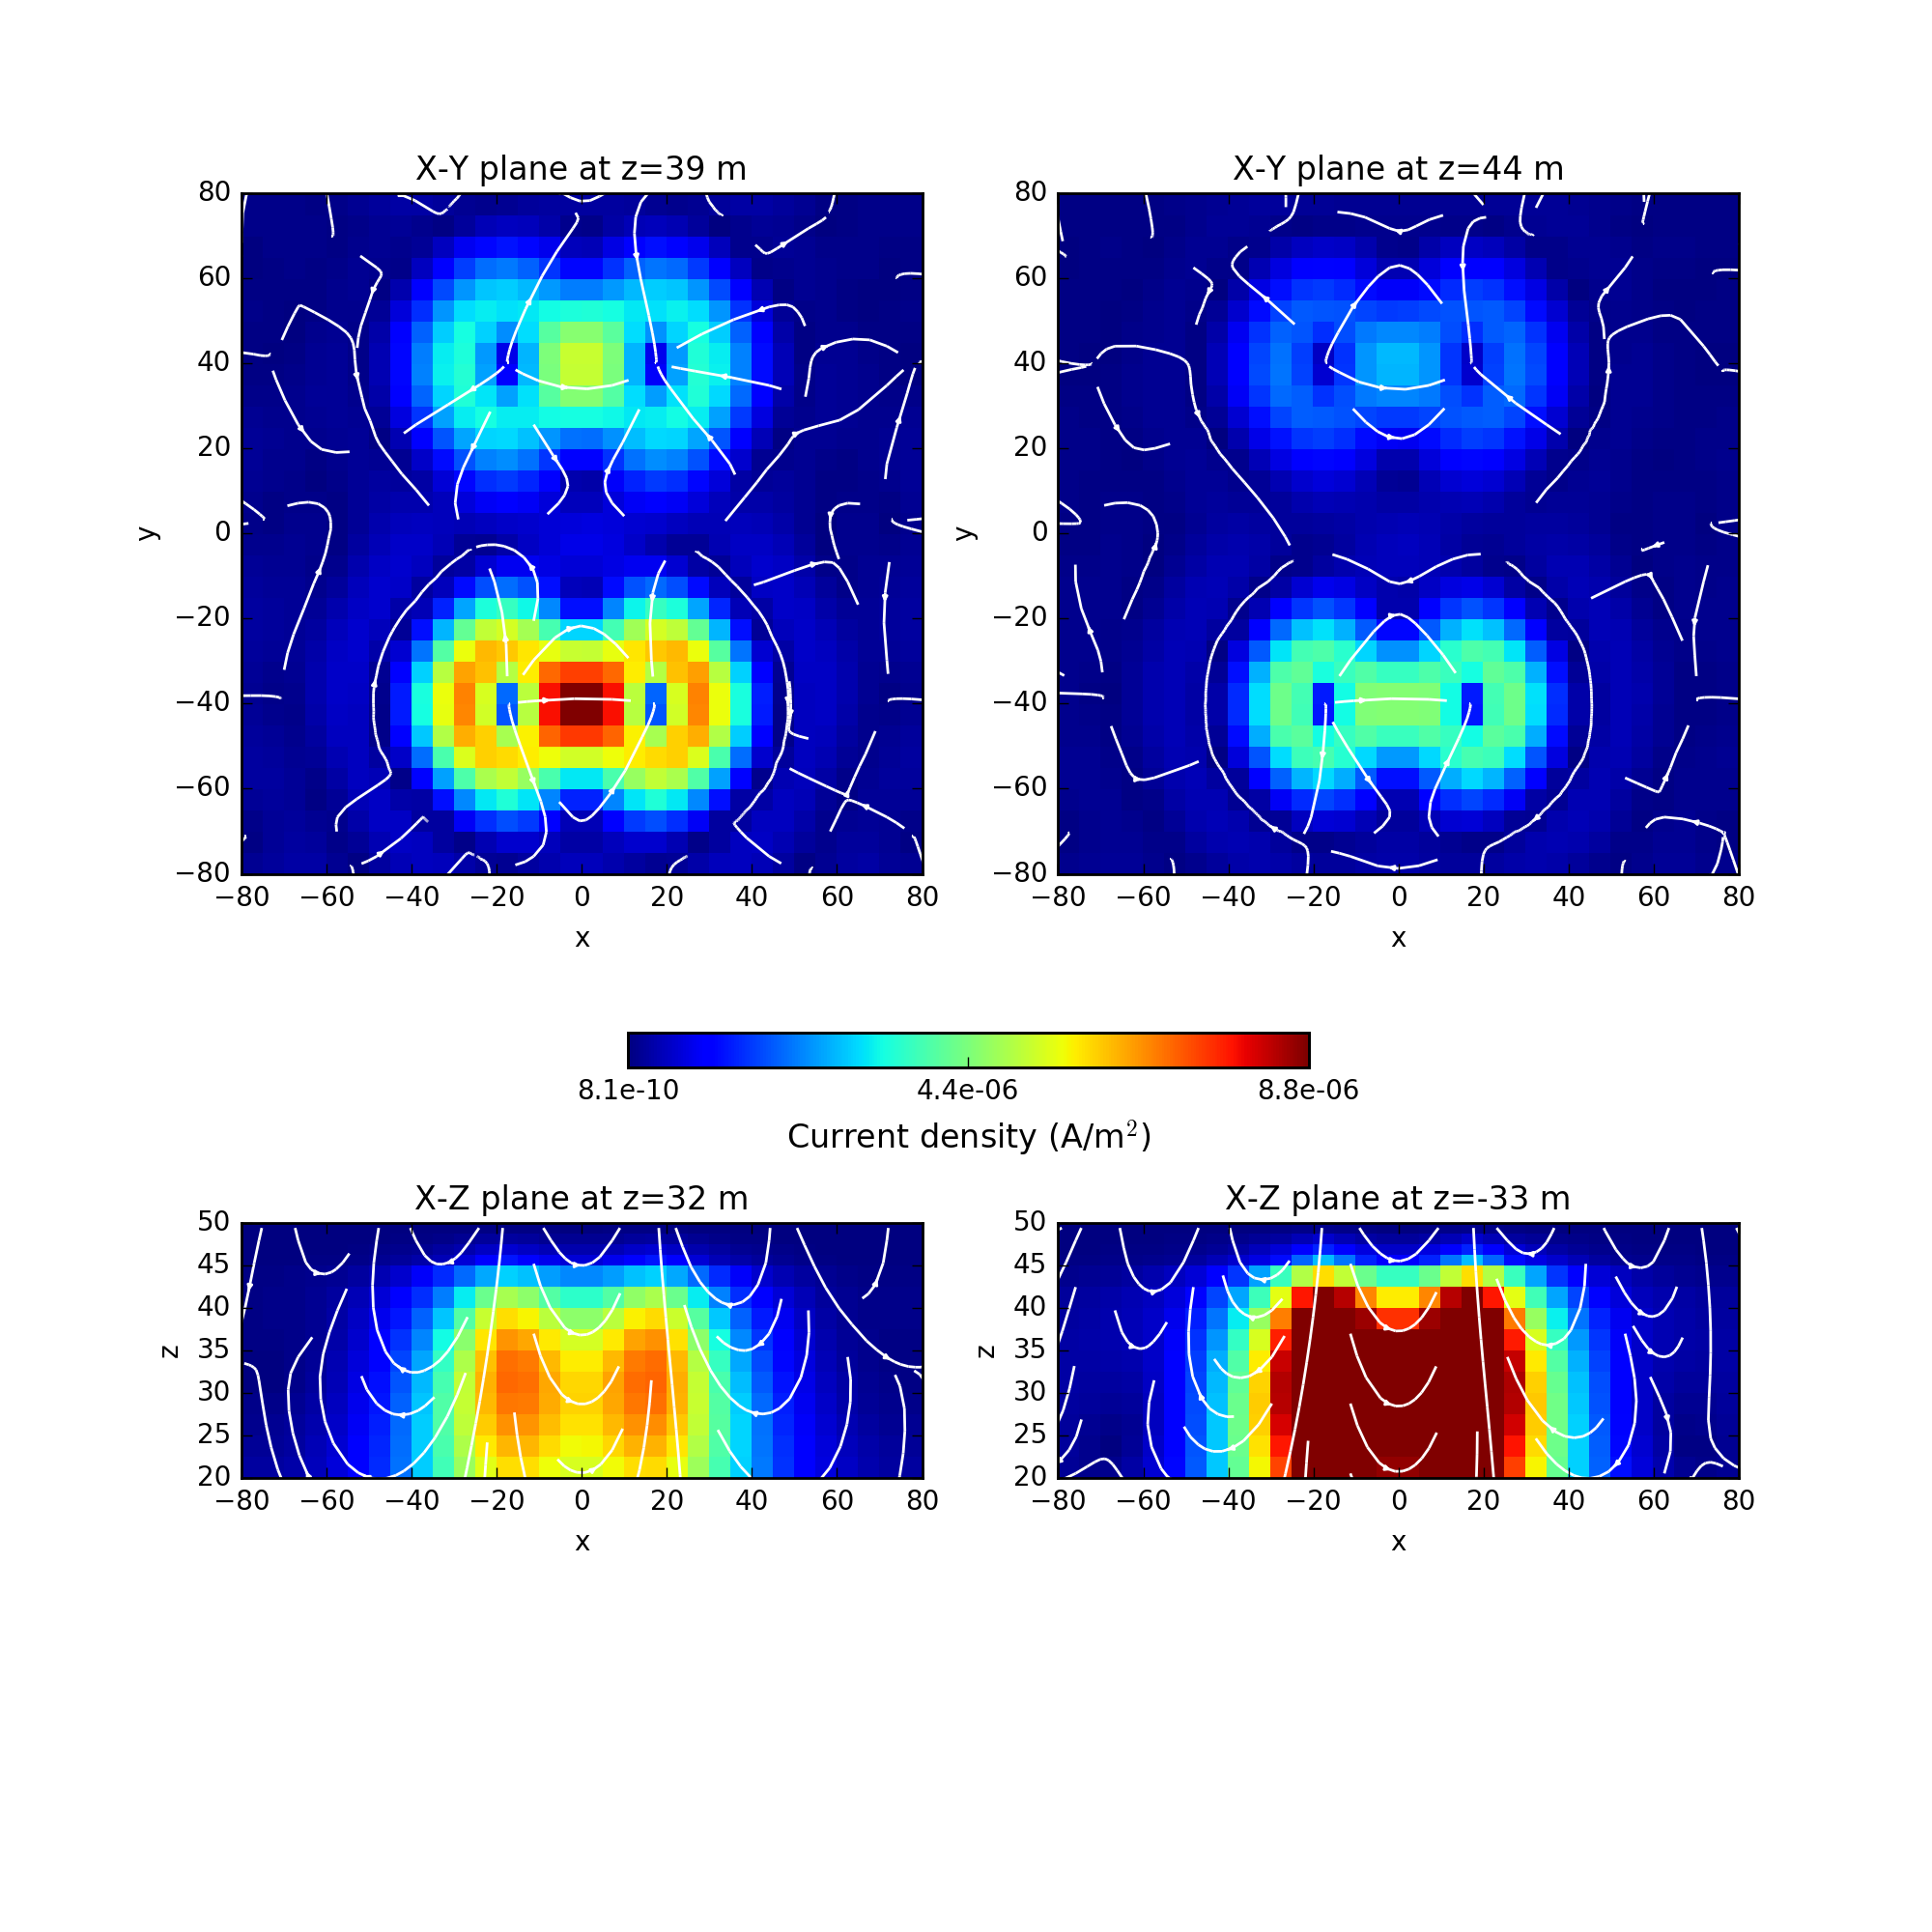 X-Y plane at z=39 m
X-Y plane at z=44 m
80
60
40
20
0
−20
−40
−60
−80
y
−80 −60 −40 −20 0 20 40 60 80
x
80
60
40
20
0
−20
−40
−60
−80
y
−80 −60 −40 −20 0 20 40 60 80
x
8.1e-10 4.4e-06 8.8e-06
Current density (A/m²)
X-Z plane at z=32 m
X-Z plane at z=-33 m
50
45
40
35
30
25
20
z
−80 −60 −40 −20 0 20 40 60 80
x
50
45
40
35
30
25
20
z
−80 −60 −40 −20 0 20 40 60 80
x